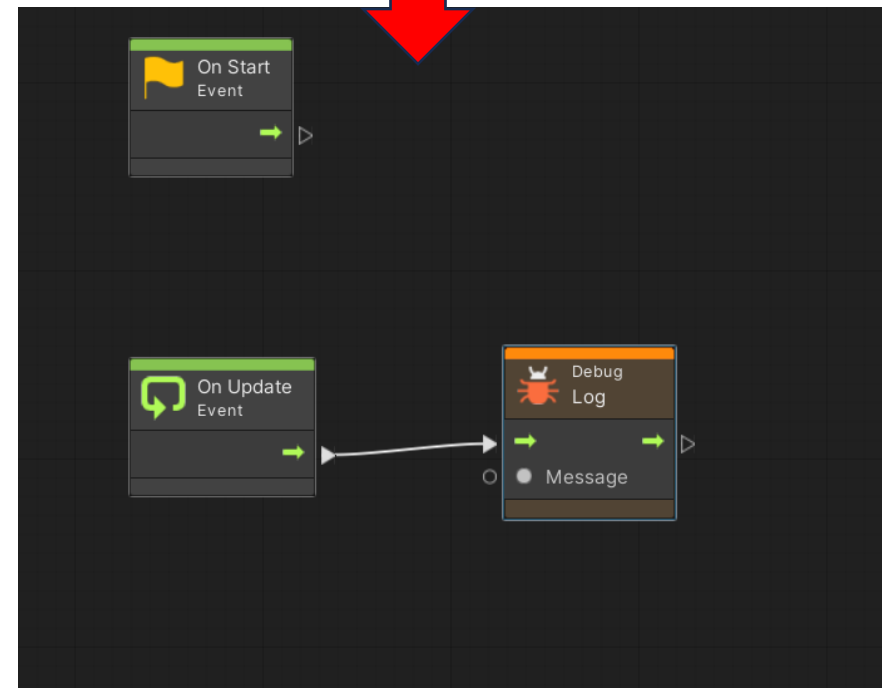 On Start
Event
On Update
Event
Debug
Log
Message